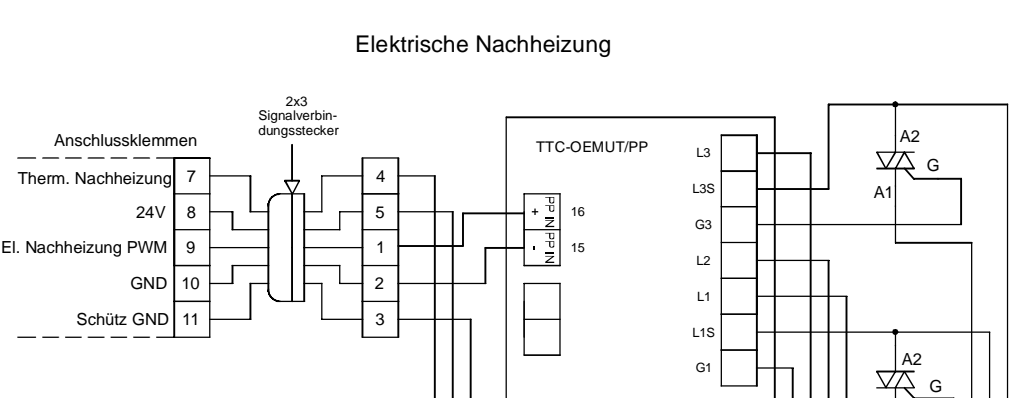 Elektrische Nachheizung
2x3
Signalverbin-
dungsstecker
Anschlussklemmen
Therm. Nachheizung 7
24V 8
El. Nachheizung PWM 9
GND 10
Schütz GND 11
4
5
1
2
3
TTC-OEMUT/PP
+ PP IN 16
- PP IN 15
L3
L3S
G3
L2
L1
L1S
G1
A2
G
A1
A2
G